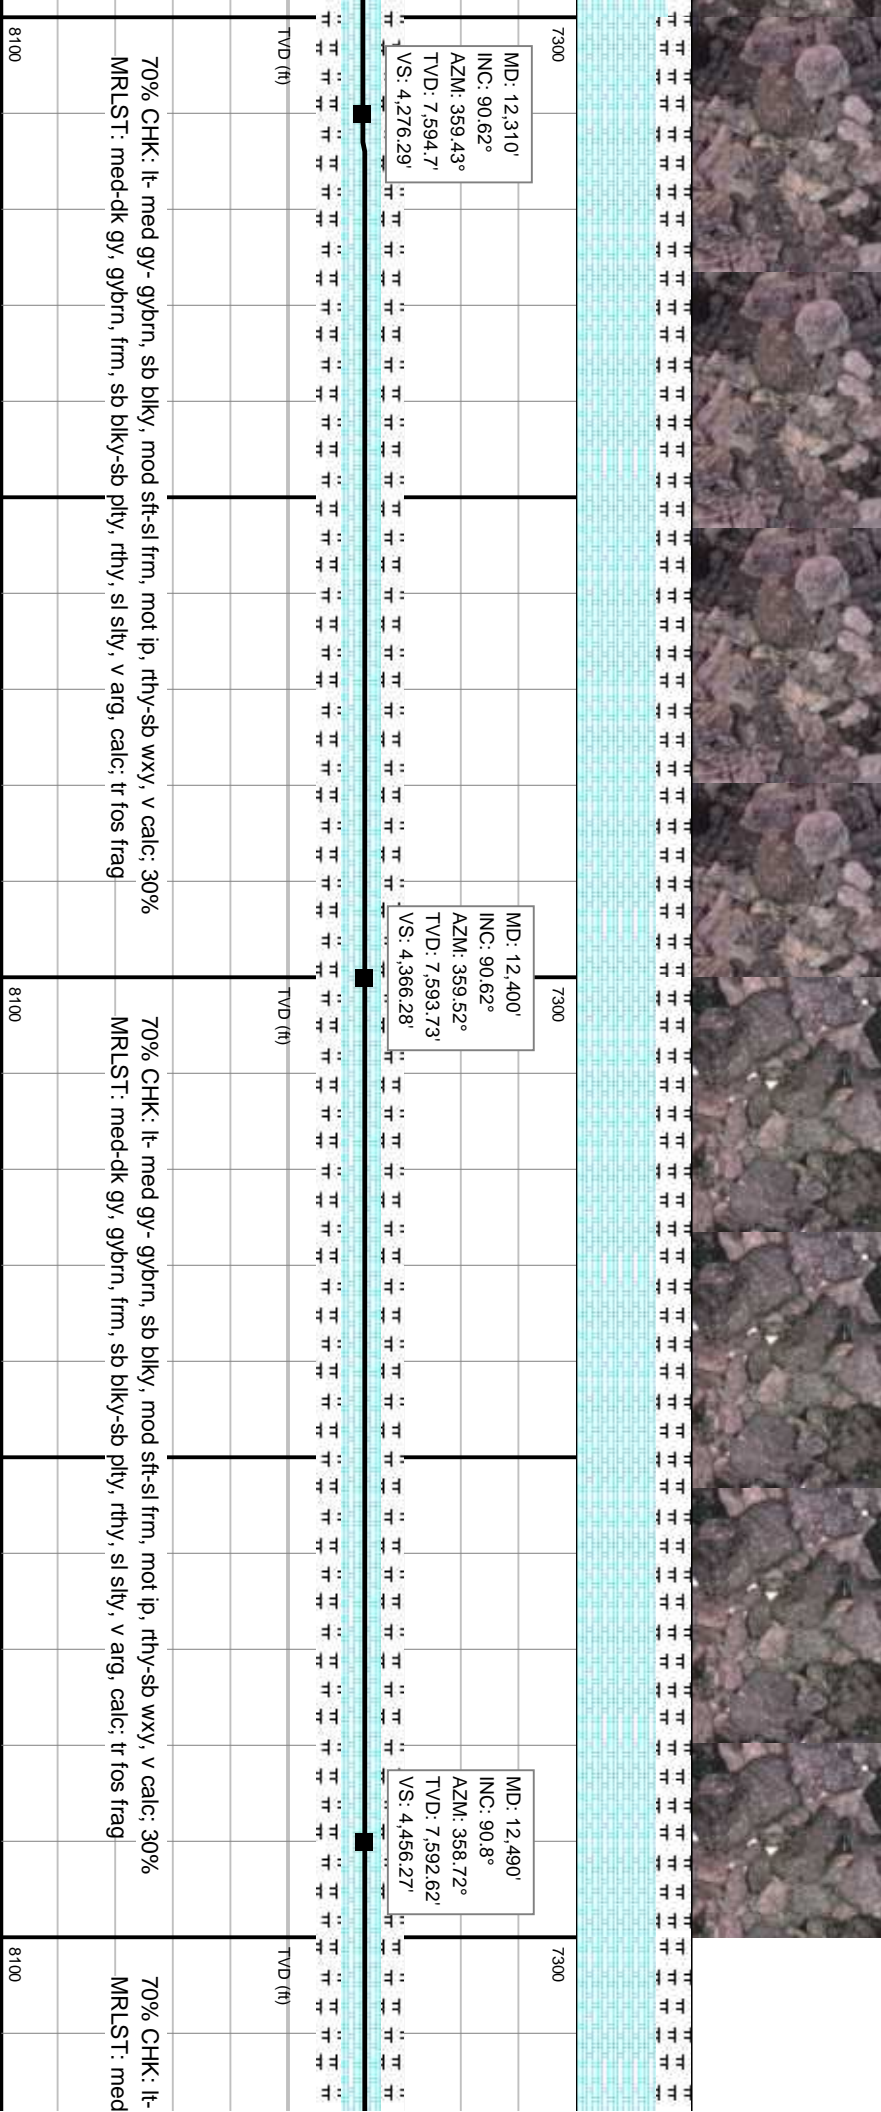 7300
TVD (ft)
8100
MD: 12,310'
INC: 90.62°
AZM: 359.43°
TVD: 7,594.7'
VS: 4,276.29'
70% CHK: lt- med gy- gybrn, sb blky, mod sft-sl frm, mot ip, rthy-sb wxy, v calc; 30%
MRLST: med-dk gy, gybrn, frm, sb blky-sb plty, rthy, sl slty, v arg, calc; tr fos frag
MD: 12,400'
INC: 90.62°
AZM: 359.52°
TVD: 7,593.73'
VS: 4,366.28'
7300
TVD (ft)
8100
70% CHK: lt- med gy- gybrn, sb blky, mod sft-sl frm, mot ip, rthy-sb wxy, v calc; 30%
MRLST: med-dk gy, gybrn, frm, sb blky-sb plty, rthy, sl slty, v arg, calc; tr fos frag
MD: 12,490'
INC: 90.8°
AZM: 358.72°
TVD: 7,592.62'
VS: 4,456.27'
7300
TVD (ft)
8100
70% CHK: lt-
MRLST: med